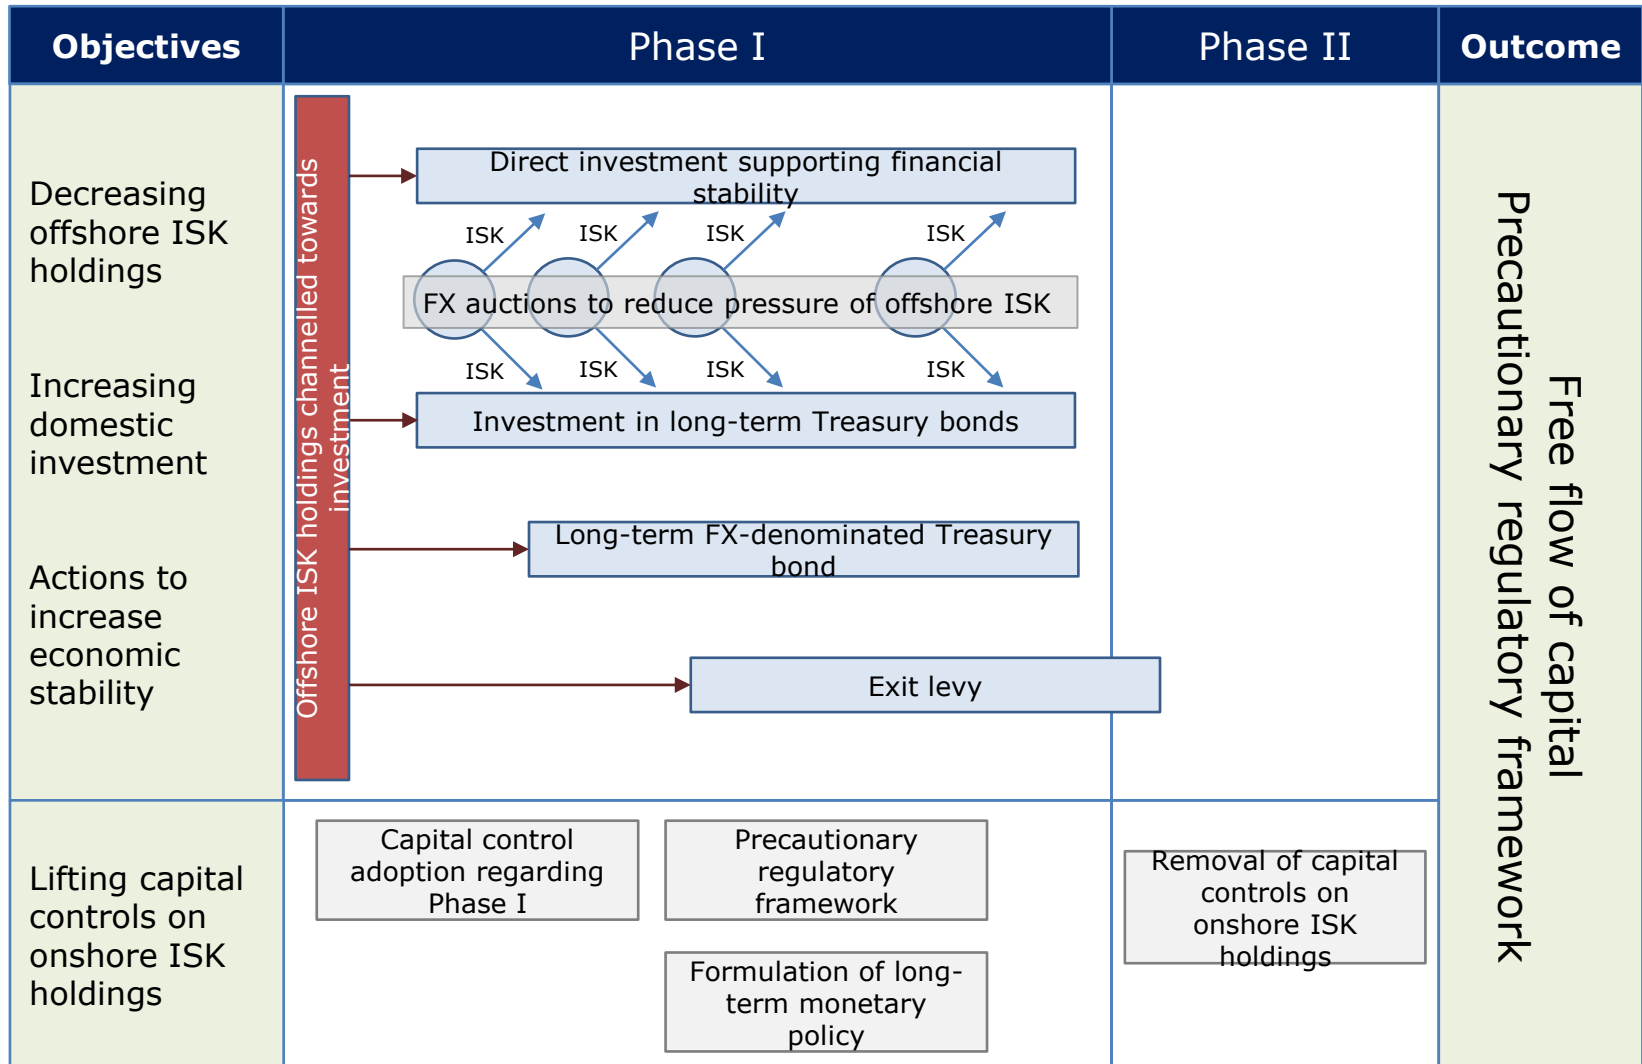 Objectives
Phase I
Phase II
Outcome
Decreasing
offshore ISK
holdings
Increasing
domestic
investment
Actions to
increase
economic
stability
Offshore ISK holdings channelled towards
investment
Direct investment supporting financial
stability
ISK
ISK
ISK
ISK
FX auctions to reduce pressure of offshore ISK
ISK
ISK
ISK
ISK
Investment in long-term Treasury bonds
Long-term FX-denominated Treasury
bond
Exit levy
Lifting capital
controls on
onshore ISK
holdings
Capital control
adoption regarding
Phase I
Precautionary
regulatory
framework
Formulation of long-
term monetary
policy
Removal of capital
controls on
onshore ISK
holdings
Free flow of capital
Precautionary regulatory framework